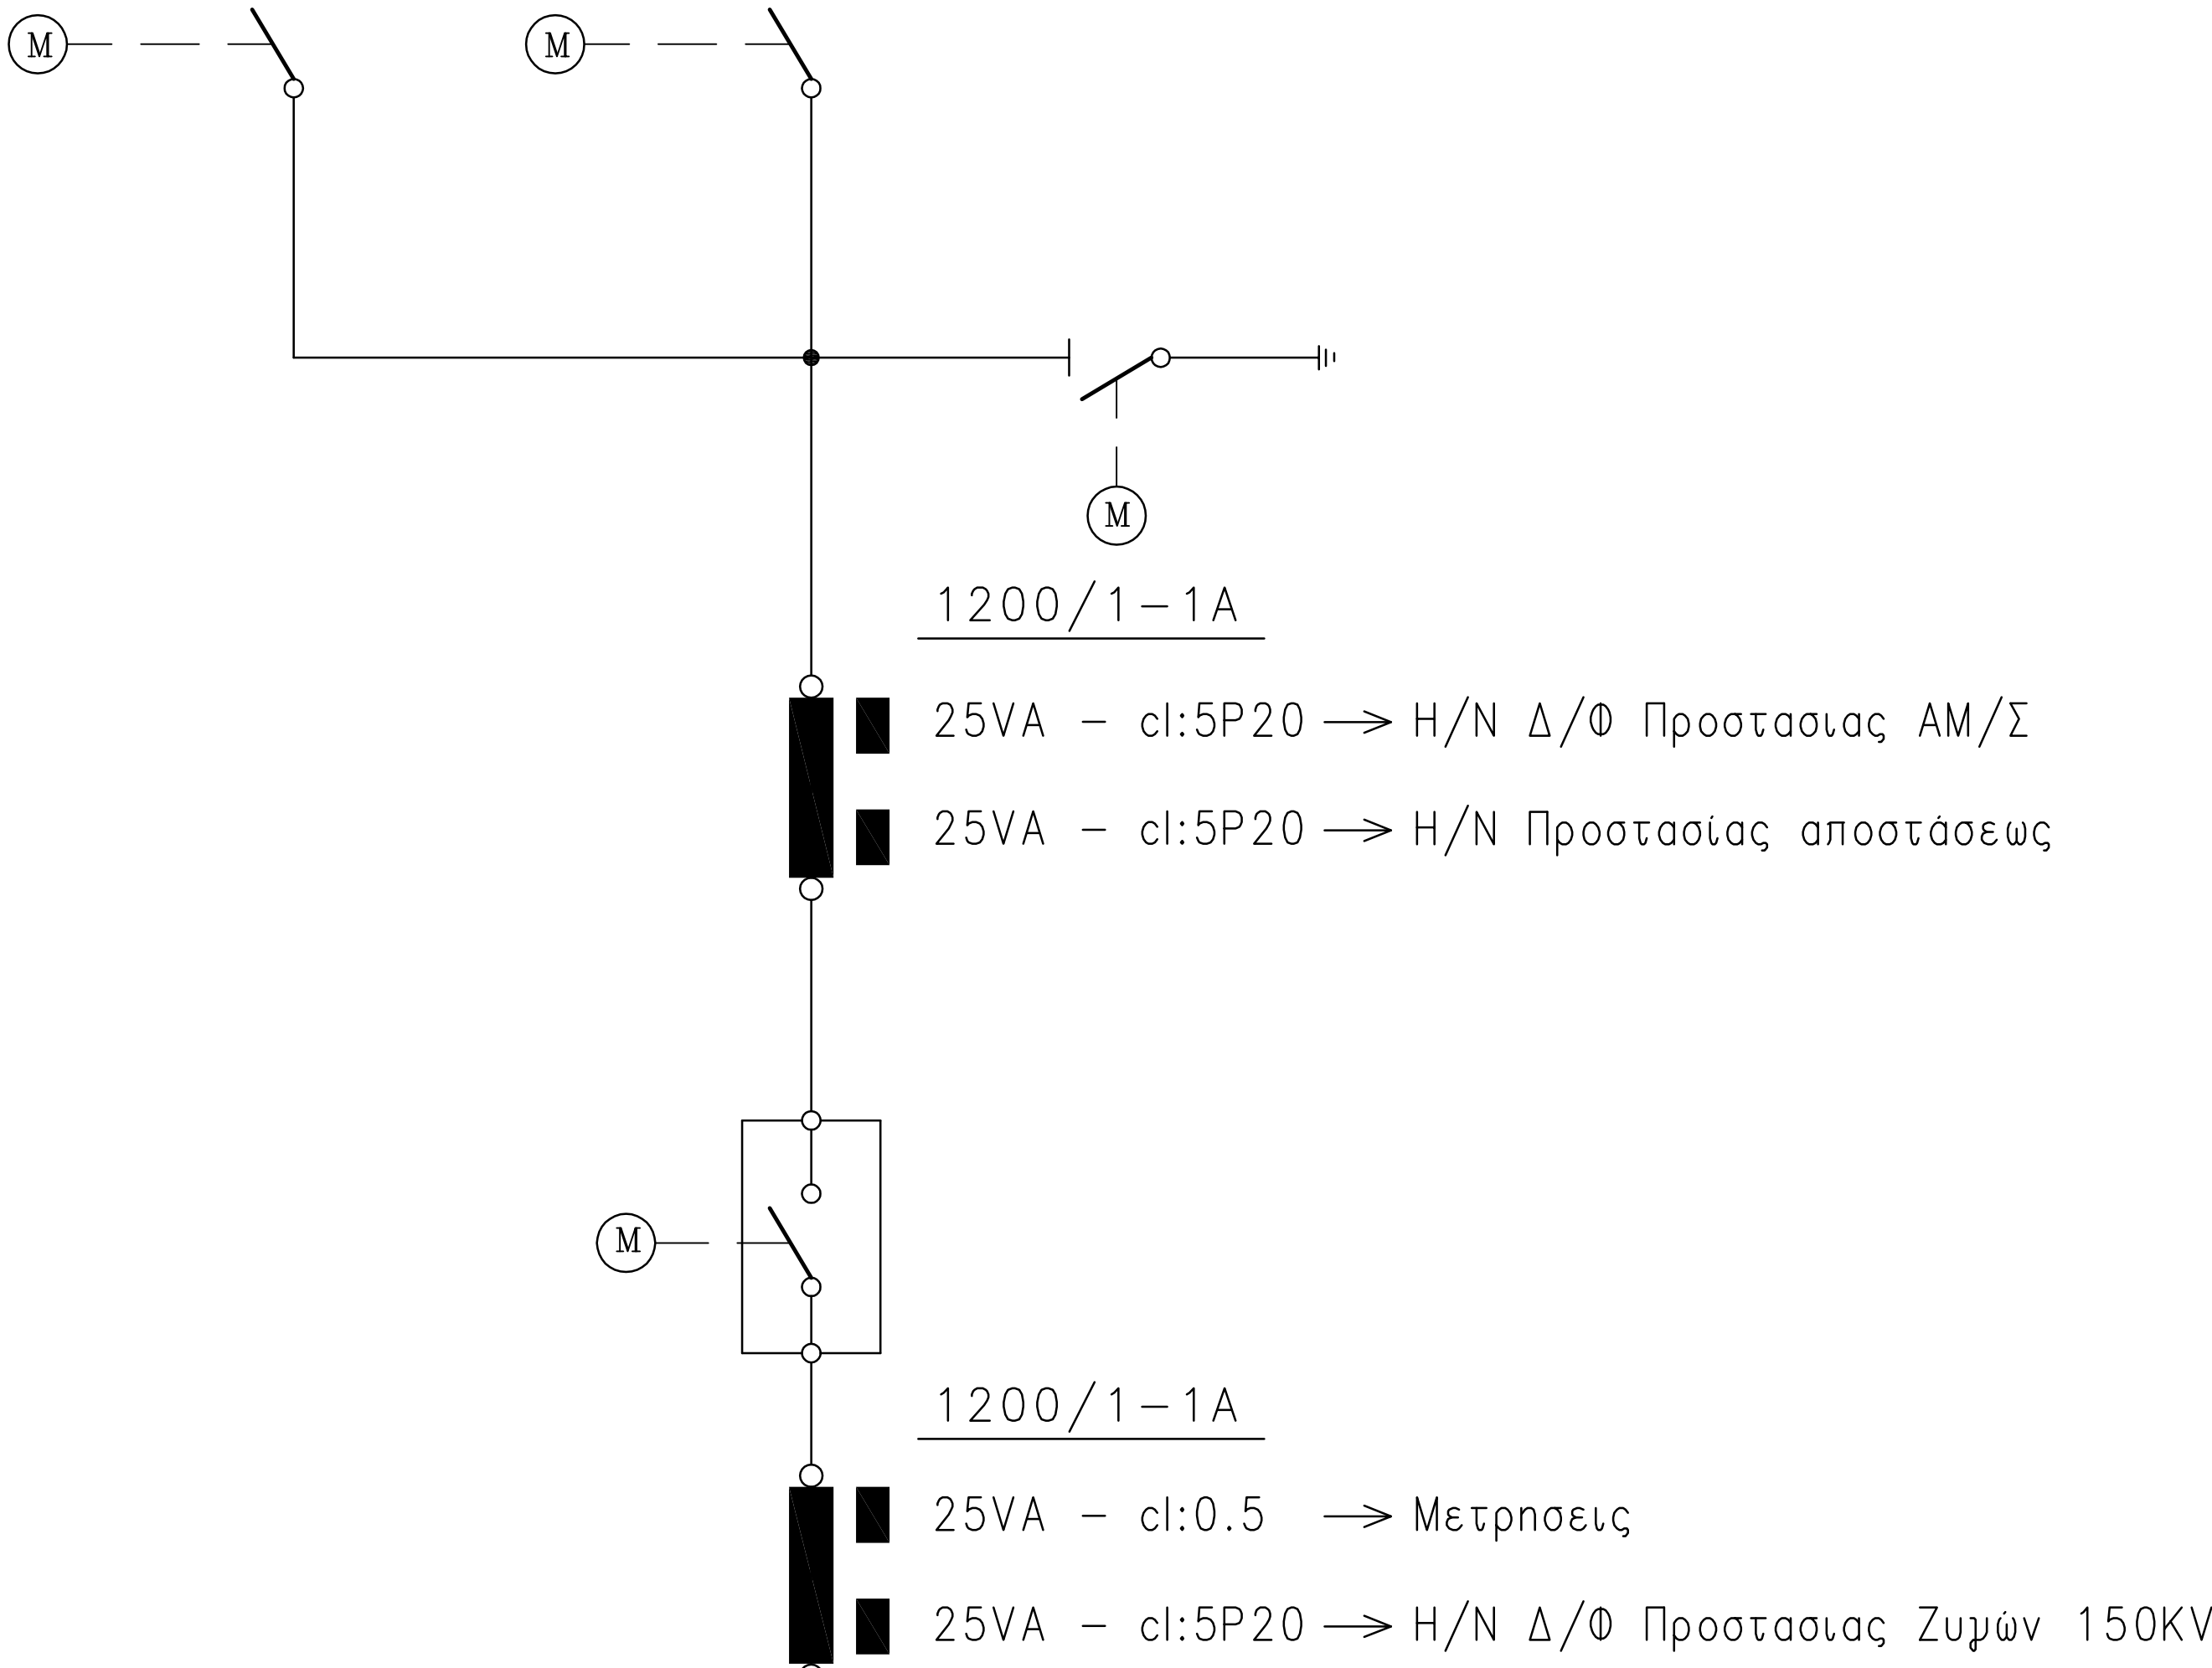 M M
M
1200/1-1A
25VA - cl:5P20 → Η/Ν Δ/Φ Προστασιας ΑΜ/Σ
25VA - cl:5P20 → Η/Ν Προστασίας αποστάσεώς
M
1200/1-1A
25VA - cl:0.5 → Μετρησεις
25VA - cl:5P20 → Η/Ν Δ/Φ Προστασιας Ζυγών 150KV